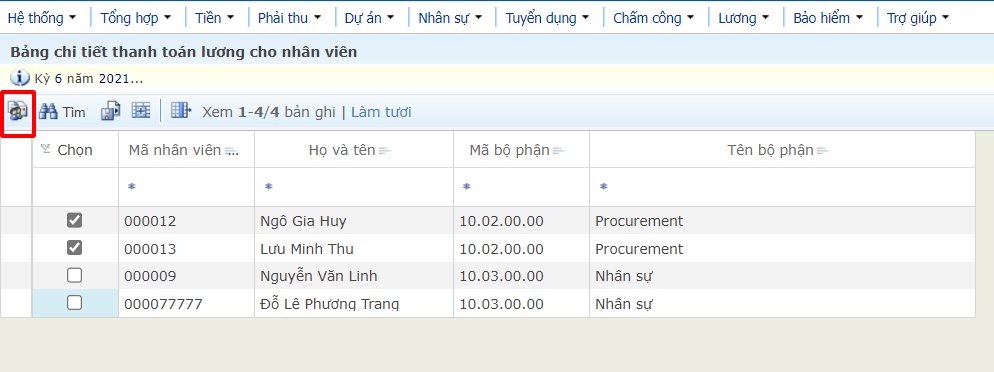 Hệ thống Tổng hợp Tiền Phải thu Dự án Nhân sự Tuyển dụng Chấm công Lương Bảo hiểm Trợ giúp
Bảng chi tiết thanh toán lương cho nhân viên
Kỳ 6 năm 2021...
Tìm Xem 1-4/4 bản ghi | Làm tươi
Chọn Mã nhân viên ... Họ và tên Mã bộ phận Tên bộ phận
* * * *
000012 Ngô Gia Huy 10.02.00.00 Procurement
000013 Lưu Minh Thu 10.02.00.00 Procurement
000009 Nguyễn Văn Linh 10.03.00.00 Nhân sự
000077777 Đỗ Lê Phương Trang 10.03.00.00 Nhân sự